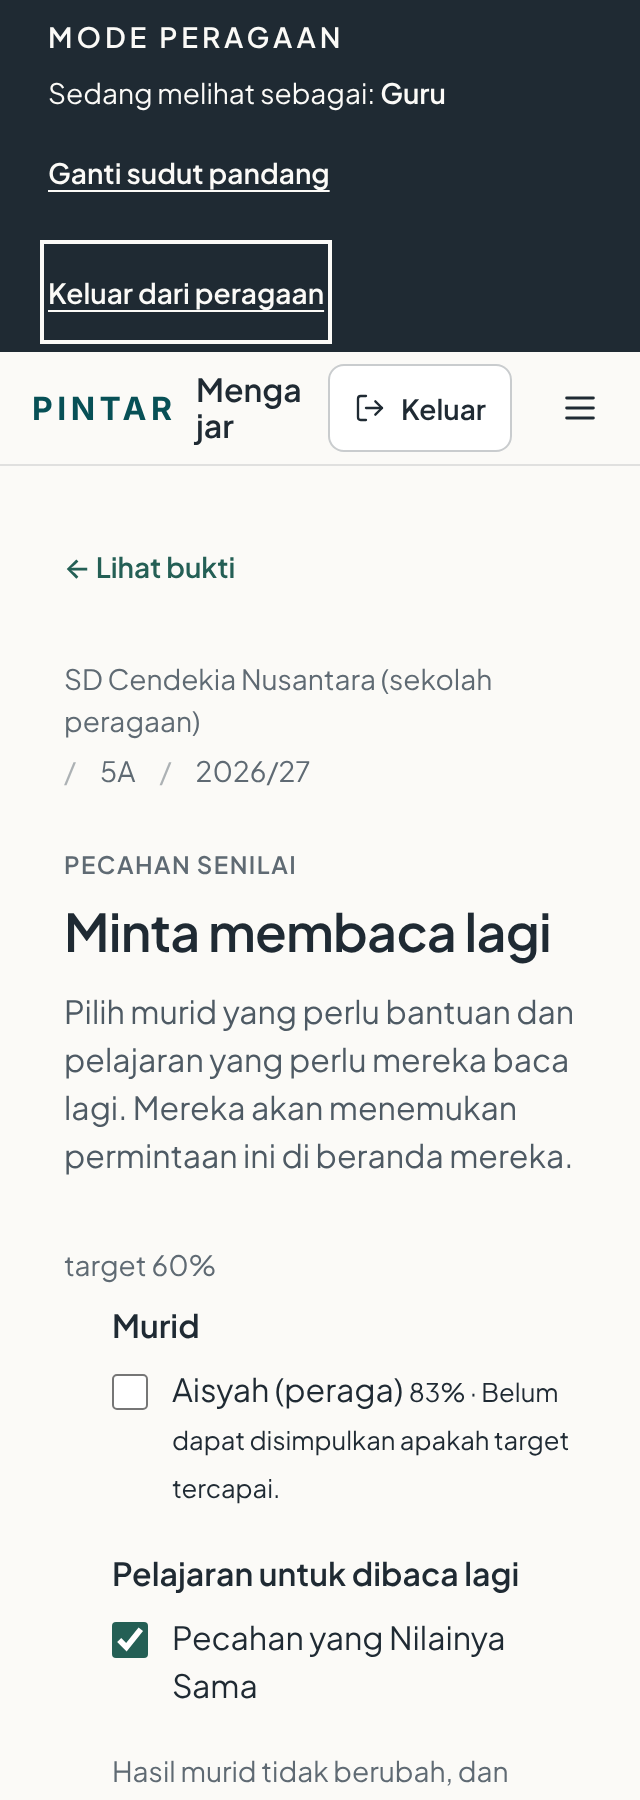 MODE PERAGAAN
Sedang melihat sebagai: Guru
Ganti sudut pandang
Keluar dari peragaan
PINTAR
Menga
jar
Keluar
← Lihat bukti
SD Cendekia Nusantara (sekolah
peragaan)
/ 5A / 2026/27
PECAHAN SENILAI
Minta membaca lagi
Pilih murid yang perlu bantuan dan
pelajaran yang perlu mereka baca
lagi. Mereka akan menemukan
permintaan ini di beranda mereka.
target 60%
Murid
Aisyah (peraga) 83% · Belum
dapat disimpulkan apakah target
tercapai.
Pelajaran untuk dibaca lagi
Pecahan yang Nilainya
Sama
Hasil murid tidak berubah, dan